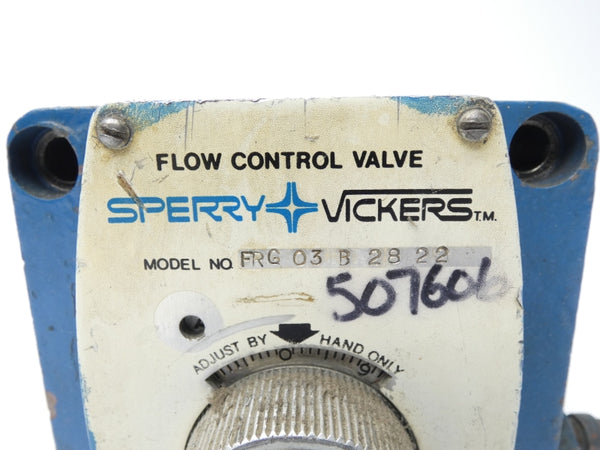 FLOW CONTROL VALVE
SPERRY VICKERS T.M.
MODEL NO. FRG 03 B 28 22
507606
ADJUST BY HAND ONLY
0 9